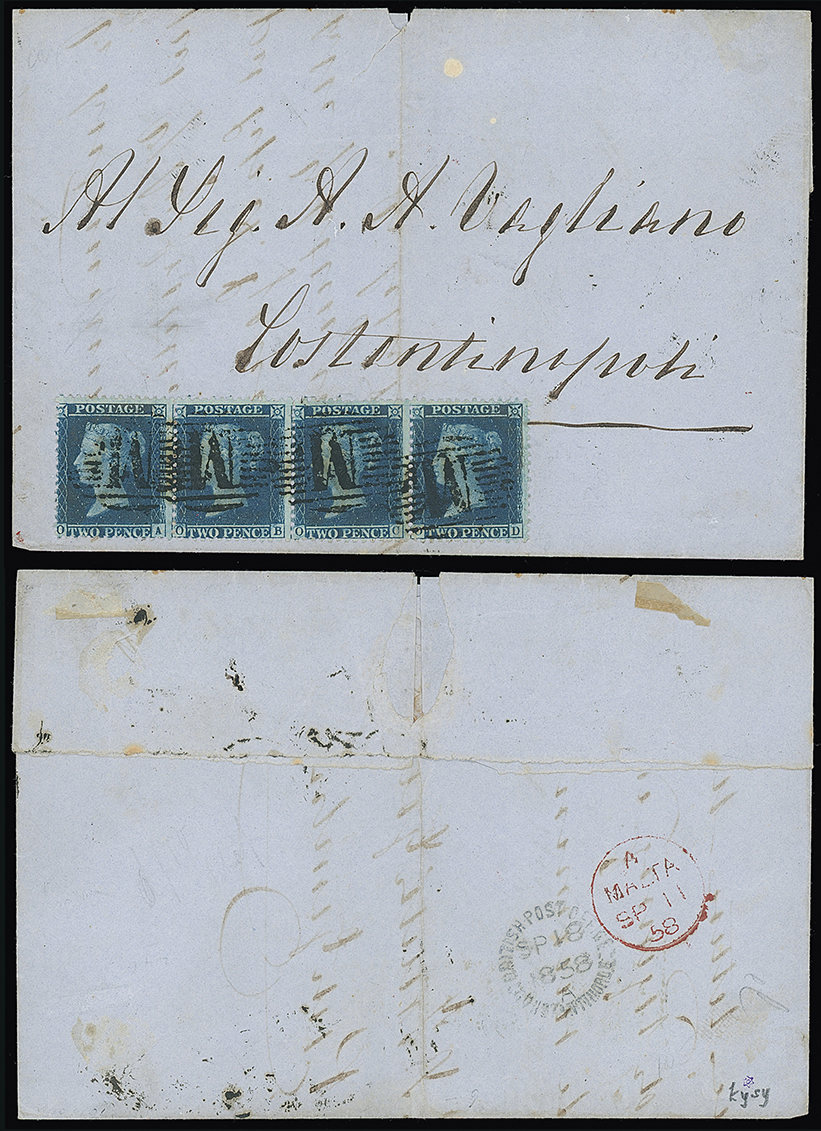 Al Sig. A. A. Vagliano
Costantinopoli
POSTAGE POSTAGE POSTAGE POSTAGE
O TWO PENCE A O TWO PENCE B O TWO PENCE C O TWO PENCE D
M M M M
A
MALTA
SP 11
58
BRITISH POST OFFICE
CONSTANTINOPLE
SP 18
1858
A
kysy